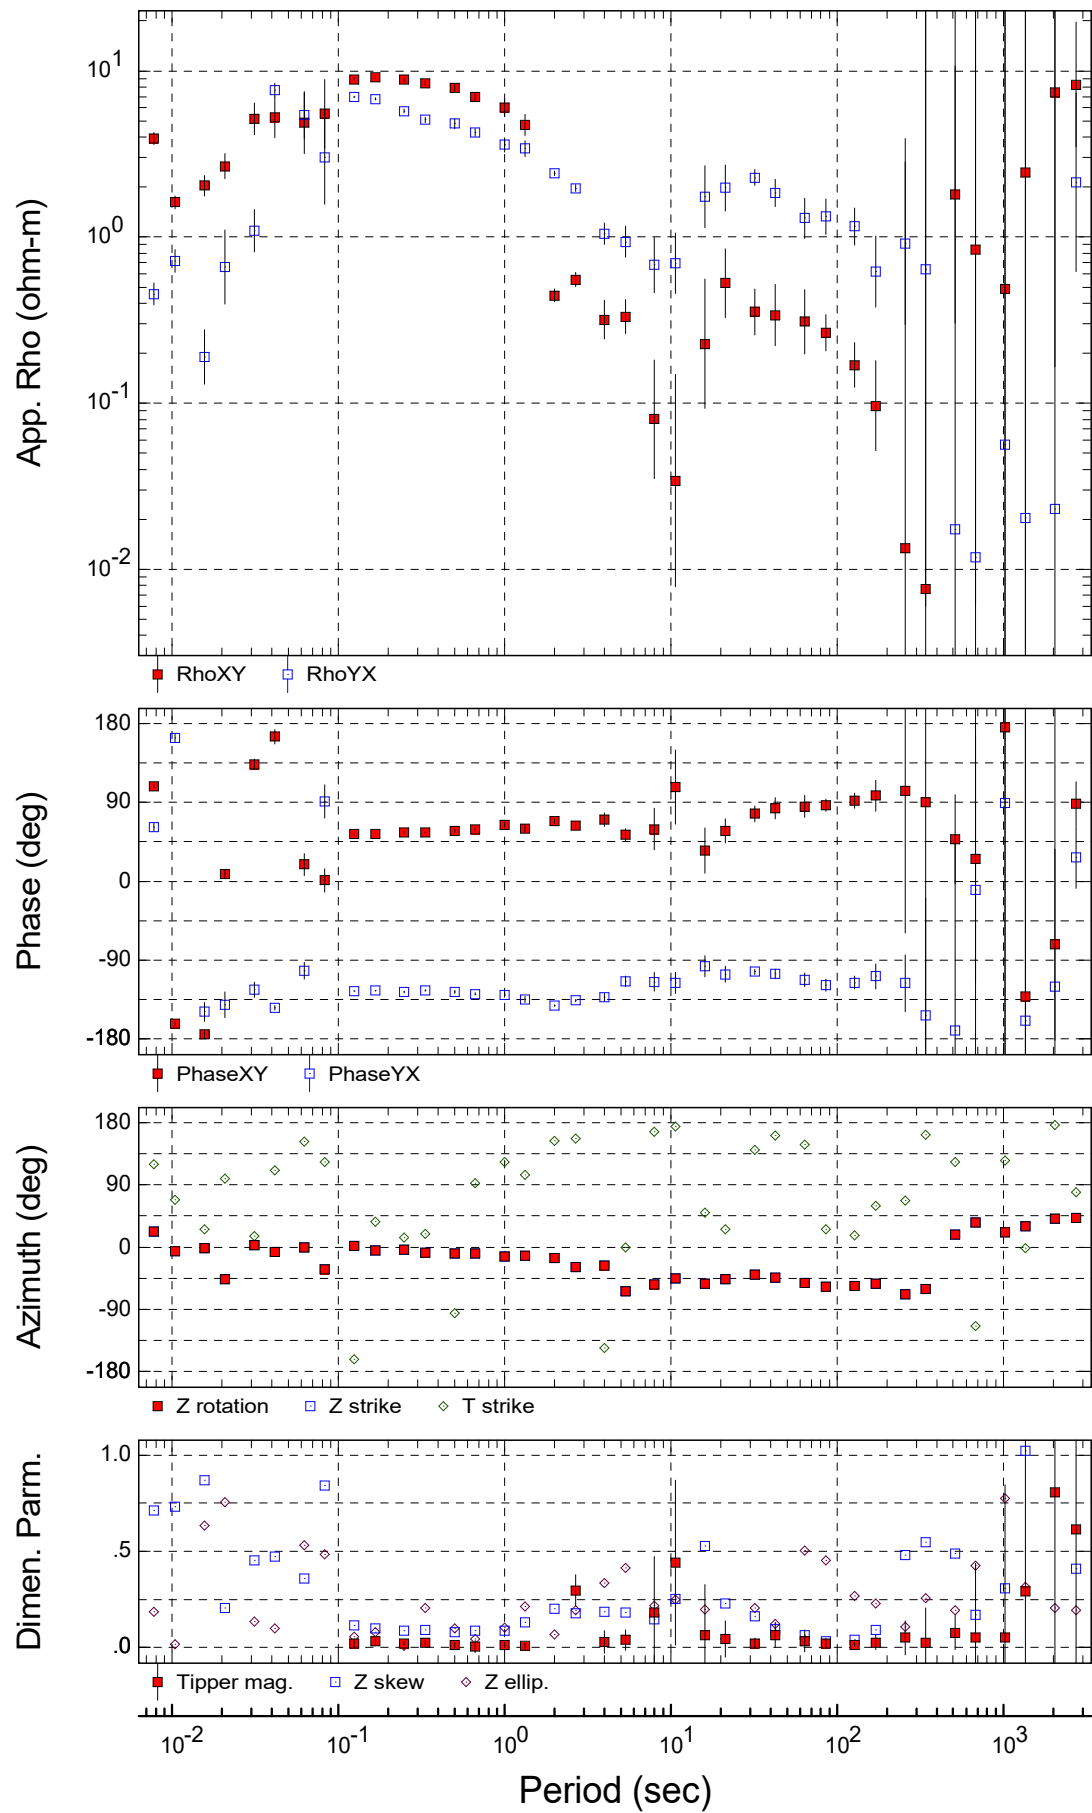 App. Rho (ohm-m)
10^1
10^0
10^-1
10^-2
RhoXY RhoYX
Phase (deg)
180
90
0
-90
-180
PhaseXY PhaseYX
Azimuth (deg)
180
90
0
-90
-180
Z rotation Z strike T strike
Dimen. Parm.
1.0
.5
.0
Tipper mag. Z skew Z ellip.
10^-2 10^-1 10^0 10^1 10^2 10^3
Period (sec)